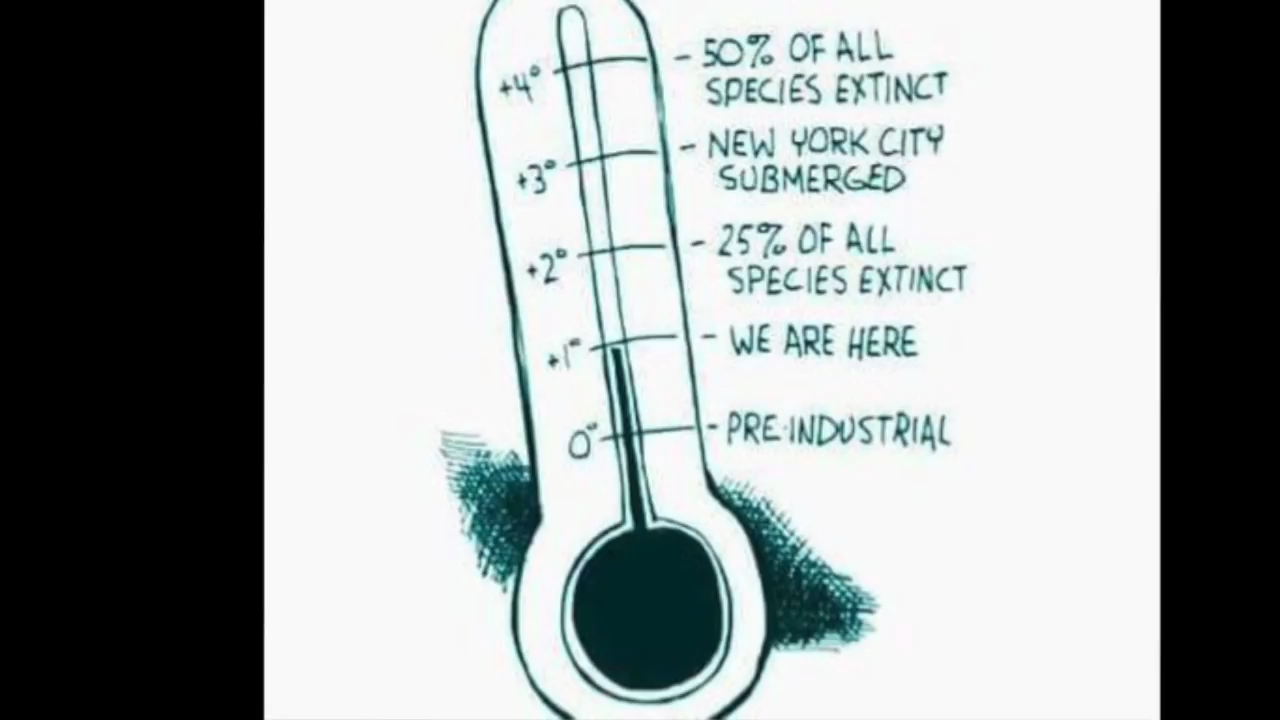 +4° - 50% OF ALL
SPECIES EXTINCT
+3° - NEW YORK CITY
SUBMERGED
+2° - 25% OF ALL
SPECIES EXTINCT
+1° - WE ARE HERE
0° - PRE-INDUSTRIAL